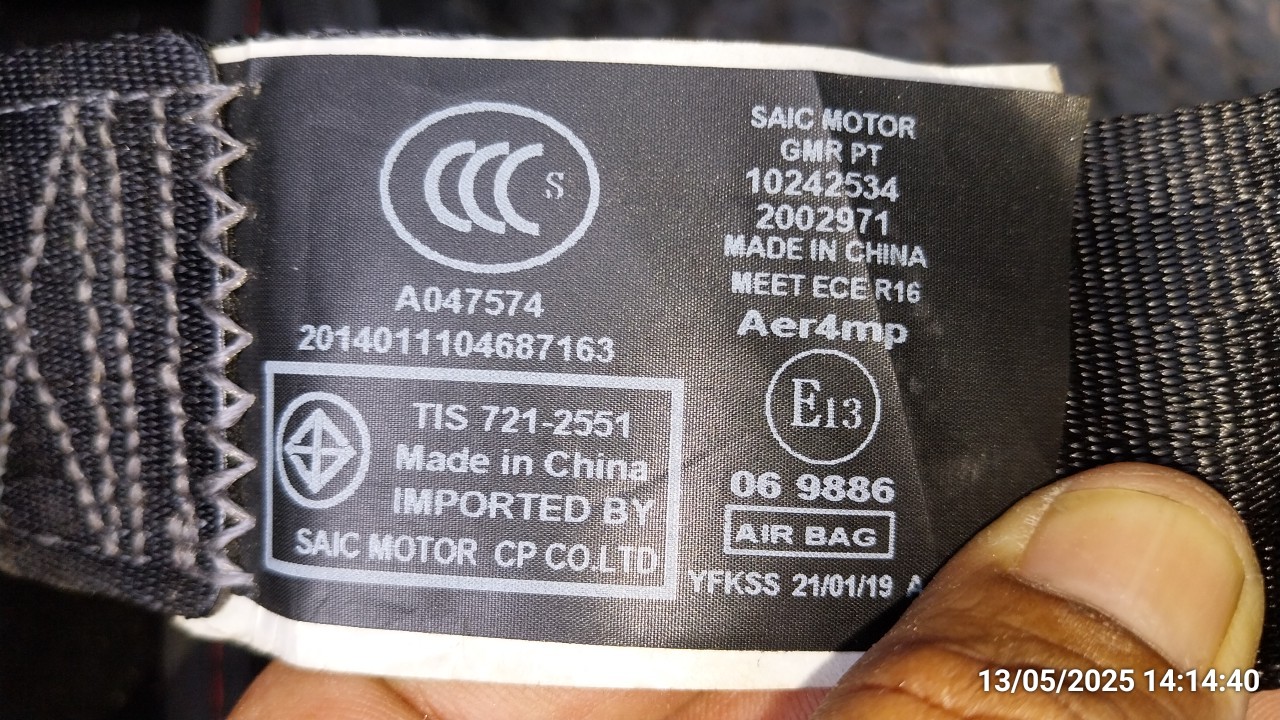 CCC S
A047574
2014011104687163
TIS 721-2551
Made in China
IMPORTED BY
SAIC MOTOR CP CO.LTD
SAIC MOTOR
GMR PT
10242534
2002971
MADE IN CHINA
MEET ECE R16
Aer4mp
E13
06 9886
AIR BAG
YFKSS 21/01/19 A
13/05/2025 14:14:40